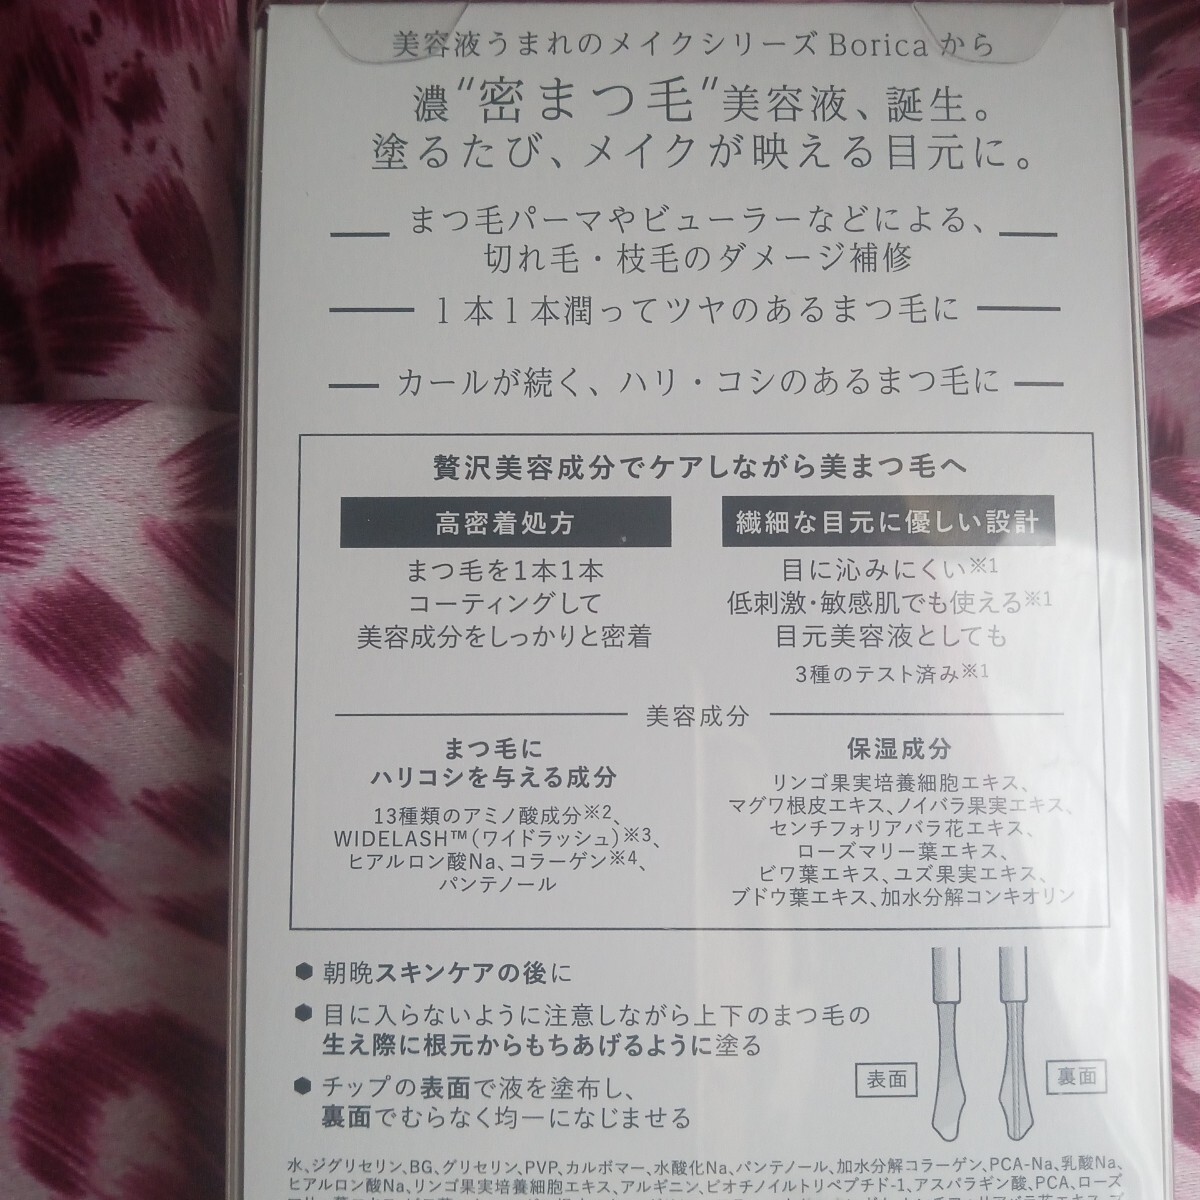 美容液うまれのメイクシリーズBoricaから
濃"密まつ毛"美容液、誕生。
塗るたび、メイクが映える目元に。
まつ毛パーマやビューラーなどによる、
切れ毛・枝毛のダメージ補修
1本1本潤ってツヤのあるまつ毛に
カールが続く、ハリ・コシのあるまつ毛に
贅沢美容成分でケアしながら美まつ毛へ
高密着処方
まつ毛を1本1本
コーティングして
美容成分をしっかりと密着
繊細な目元に優しい設計
目に沁みにくい※1
低刺激・敏感肌でも使える※1
目元美容液としても
3種のテスト済み※1
美容成分
まつ毛に
ハリコシを与える成分
13種類のアミノ酸成分※2、
WIDELASH™(ワイドラッシュ)※3、
ヒアルロン酸Na、コラーゲン※4、
パンテノール
保湿成分
リンゴ果実培養細胞エキス、
マグワ根皮エキス、ノイバラ果実エキス、
センチフォリアバラ花エキス、
ローズマリー葉エキス、
ビワ葉エキス、ユズ果実エキス、
ブドウ葉エキス、加水分解コンキオリン
●朝晩スキンケアの後に
●目に入らないように注意しながら上下のまつ毛の
生え際に根元からもちあげるように塗る
●チップの表面で液を塗布し、
裏面でむらなく均一になじませる
表面
裏面
水、ジグリセリン、BG、グリセリン、PVP、カルボマー、水酸化Na、パンテノール、加水分解コラーゲン、PCA-Na、乳酸Na、
ヒアルロン酸Na、リンゴ果実培養細胞エキス、アルギニン、ビオチノイルトリペプチド-1、アスパラギン酸、PCA、ローズ